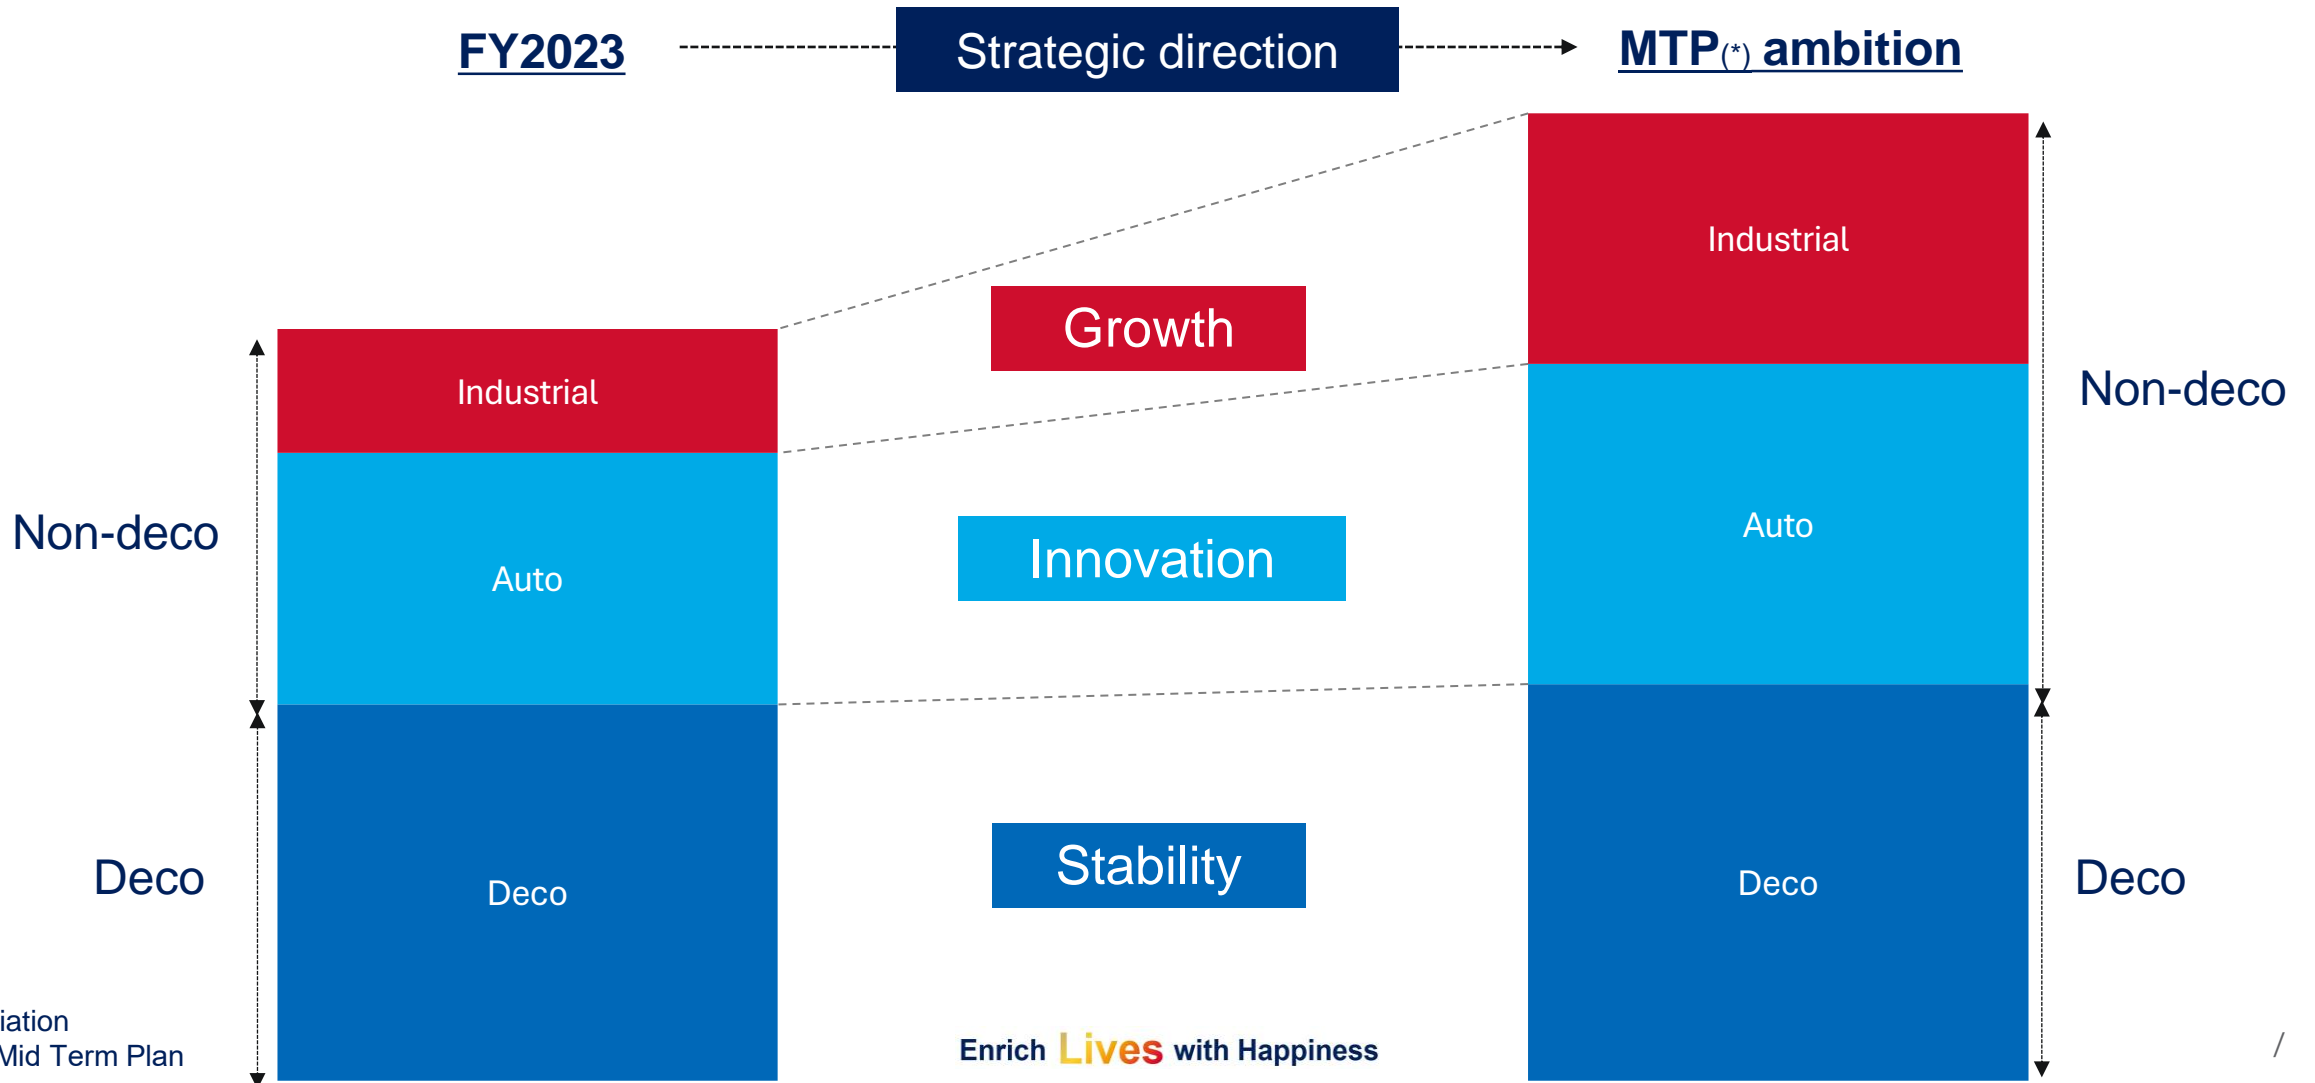 FY2023
Strategic direction
MTP(*) ambition
Industrial
Industrial
Growth
Non-deco
Non-deco
Auto
Innovation
Auto
Deco
Deco
Stability
Deco
Deco
iation
Mid Term Plan
Enrich Lives with Happiness
/